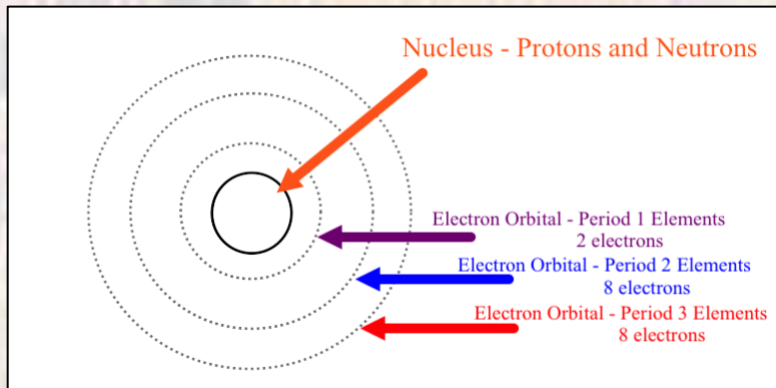 Nucleus - Protons and Neutrons
Electron Orbital - Period 1 Elements
2 electrons
Electron Orbital - Period 2 Elements
8 electrons
Electron Orbital - Period 3 Elements
8 electrons